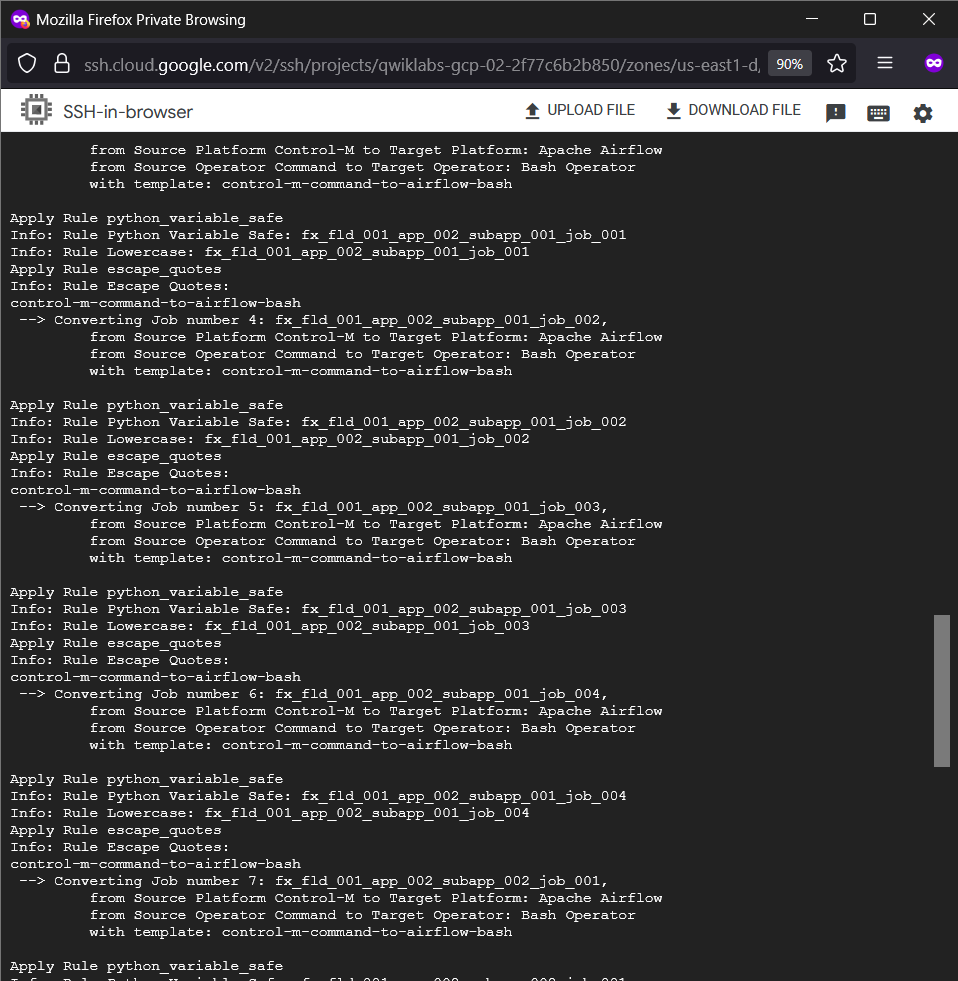 Mozilla Firefox Private Browsing
ssh.cloud.google.com/v2/ssh/projects/qwiklabs-gcp-02-2f77c6b2b850/zones/us-east1-d,
90%
SSH-in-browser
UPLOAD FILE
DOWNLOAD FILE
from Source Platform Control-M to Target Platform: Apache Airflow
from Source Operator Command to Target Operator: Bash Operator
with template: control-m-command-to-airflow-bash
Apply Rule python_variable_safe
Info: Rule Python Variable Safe: fx_fld_001_app_002_subapp_001_job_001
Info: Rule Lowercase: fx_fld_001_app_002_subapp_001_job_001
Apply Rule escape_quotes
Info: Rule Escape Quotes:
control-m-command-to-airflow-bash
--> Converting Job number 4: fx_fld_001_app_002_subapp_001_job_002,
from Source Platform Control-M to Target Platform: Apache Airflow
from Source Operator Command to Target Operator: Bash Operator
with template: control-m-command-to-airflow-bash
Apply Rule python_variable_safe
Info: Rule Python Variable Safe: fx_fld_001_app_002_subapp_001_job_002
Info: Rule Lowercase: fx_fld_001_app_002_subapp_001_job_002
Apply Rule escape_quotes
Info: Rule Escape Quotes:
control-m-command-to-airflow-bash
--> Converting Job number 5: fx_fld_001_app_002_subapp_001_job_003,
from Source Platform Control-M to Target Platform: Apache Airflow
from Source Operator Command to Target Operator: Bash Operator
with template: control-m-command-to-airflow-bash
Apply Rule python_variable_safe
Info: Rule Python Variable Safe: fx_fld_001_app_002_subapp_001_job_003
Info: Rule Lowercase: fx_fld_001_app_002_subapp_001_job_003
Apply Rule escape_quotes
Info: Rule Escape Quotes:
control-m-command-to-airflow-bash
--> Converting Job number 6: fx_fld_001_app_002_subapp_001_job_004,
from Source Platform Control-M to Target Platform: Apache Airflow
from Source Operator Command to Target Operator: Bash Operator
with template: control-m-command-to-airflow-bash
Apply Rule python_variable_safe
Info: Rule Python Variable Safe: fx_fld_001_app_002_subapp_001_job_004
Info: Rule Lowercase: fx_fld_001_app_002_subapp_001_job_004
Apply Rule escape_quotes
Info: Rule Escape Quotes:
control-m-command-to-airflow-bash
--> Converting Job number 7: fx_fld_001_app_002_subapp_002_job_001,
from Source Platform Control-M to Target Platform: Apache Airflow
from Source Operator Command to Target Operator: Bash Operator
with template: control-m-command-to-airflow-bash
Apply Rule python_variable_safe